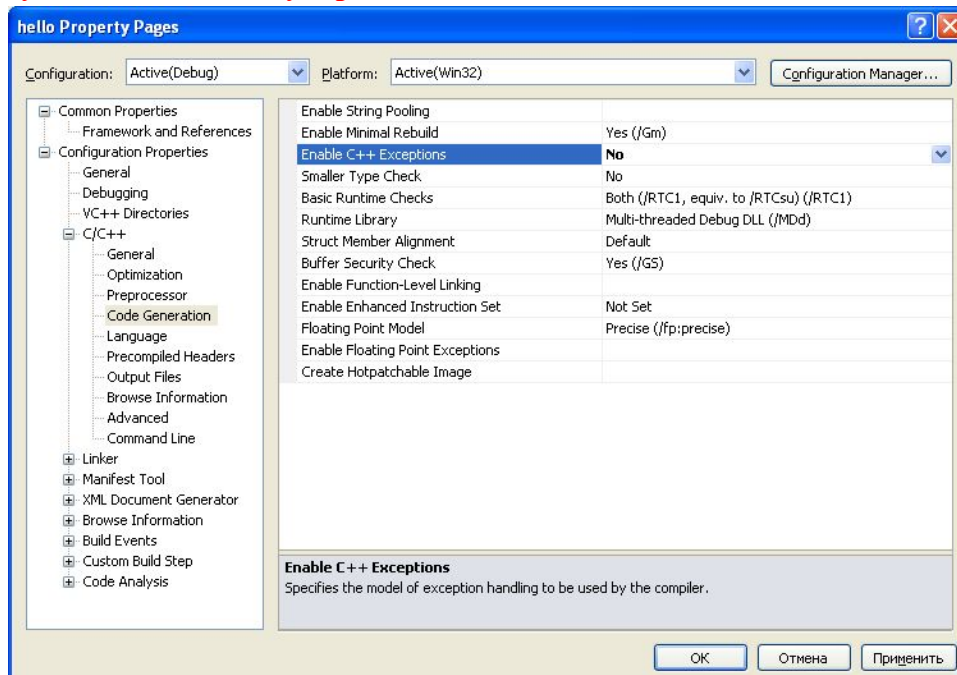 hello Property Pages
Configuration: Active(Debug) Platform: Active(Win32) Configuration Manager...
Common Properties
Framework and References
Configuration Properties
General
Debugging
VC++ Directories
C/C++
General
Optimization
Preprocessor
Code Generation
Language
Precompiled Headers
Output Files
Browse Information
Advanced
Command Line
Linker
Manifest Tool
XML Document Generator
Browse Information
Build Events
Custom Build Step
Code Analysis
Enable String Pooling
Enable Minimal Rebuild Yes (/Gm)
Enable C++ Exceptions No
Smaller Type Check No
Basic Runtime Checks Both (/RTC1, equiv. to /RTCsu) (/RTC1)
Runtime Library Multi-threaded Debug DLL (/MDd)
Struct Member Alignment Default
Buffer Security Check Yes (/GS)
Enable Function-Level Linking
Enable Enhanced Instruction Set Not Set
Floating Point Model Precise (/fp:precise)
Enable Floating Point Exceptions
Create Hotpatchable Image
Enable C++ Exceptions
Specifies the model of exception handling to be used by the compiler.
ОК Отмена Применить